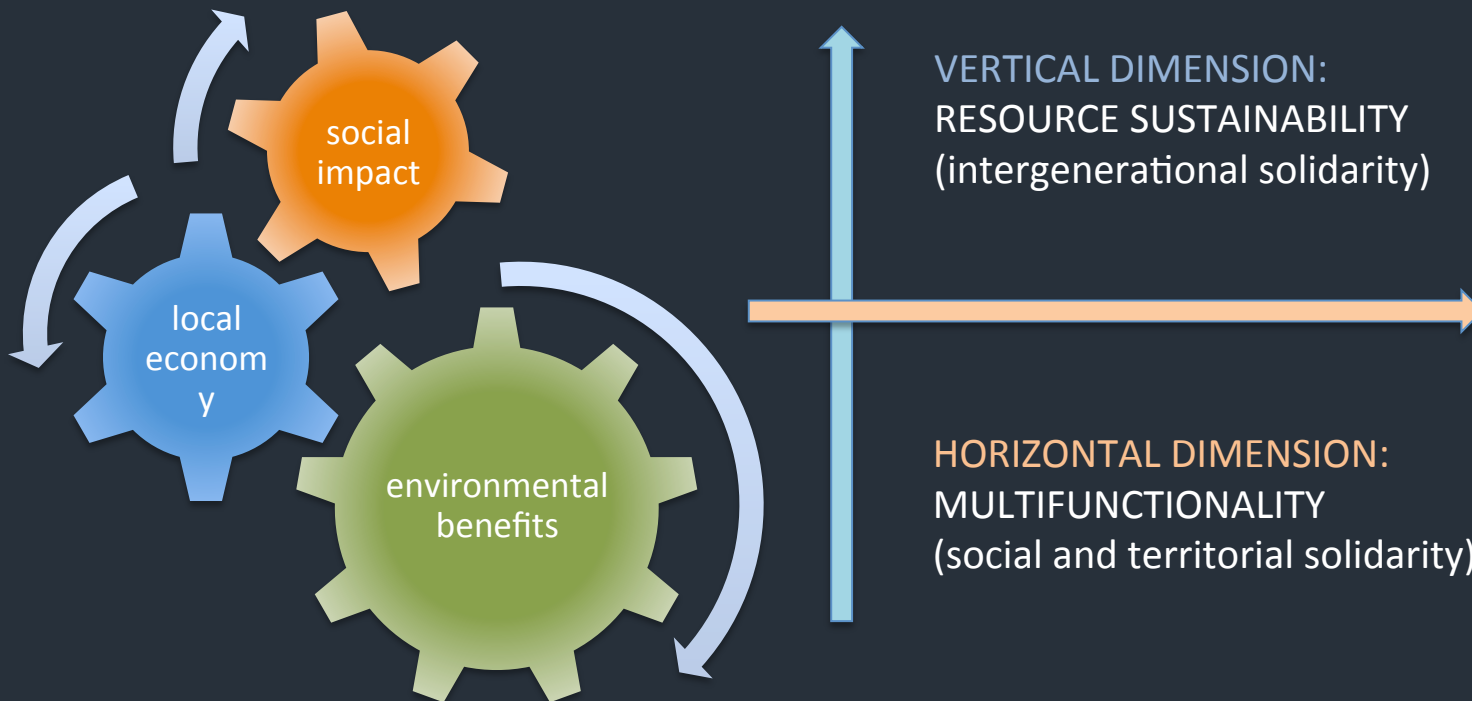 social
impact
local
econom
y
environmental
benefits
VERTICAL DIMENSION:
RESOURCE SUSTAINABILITY
(intergenerational solidarity)
HORIZONTAL DIMENSION:
MULTIFUNCTIONALITY
(social and territorial solidarity)